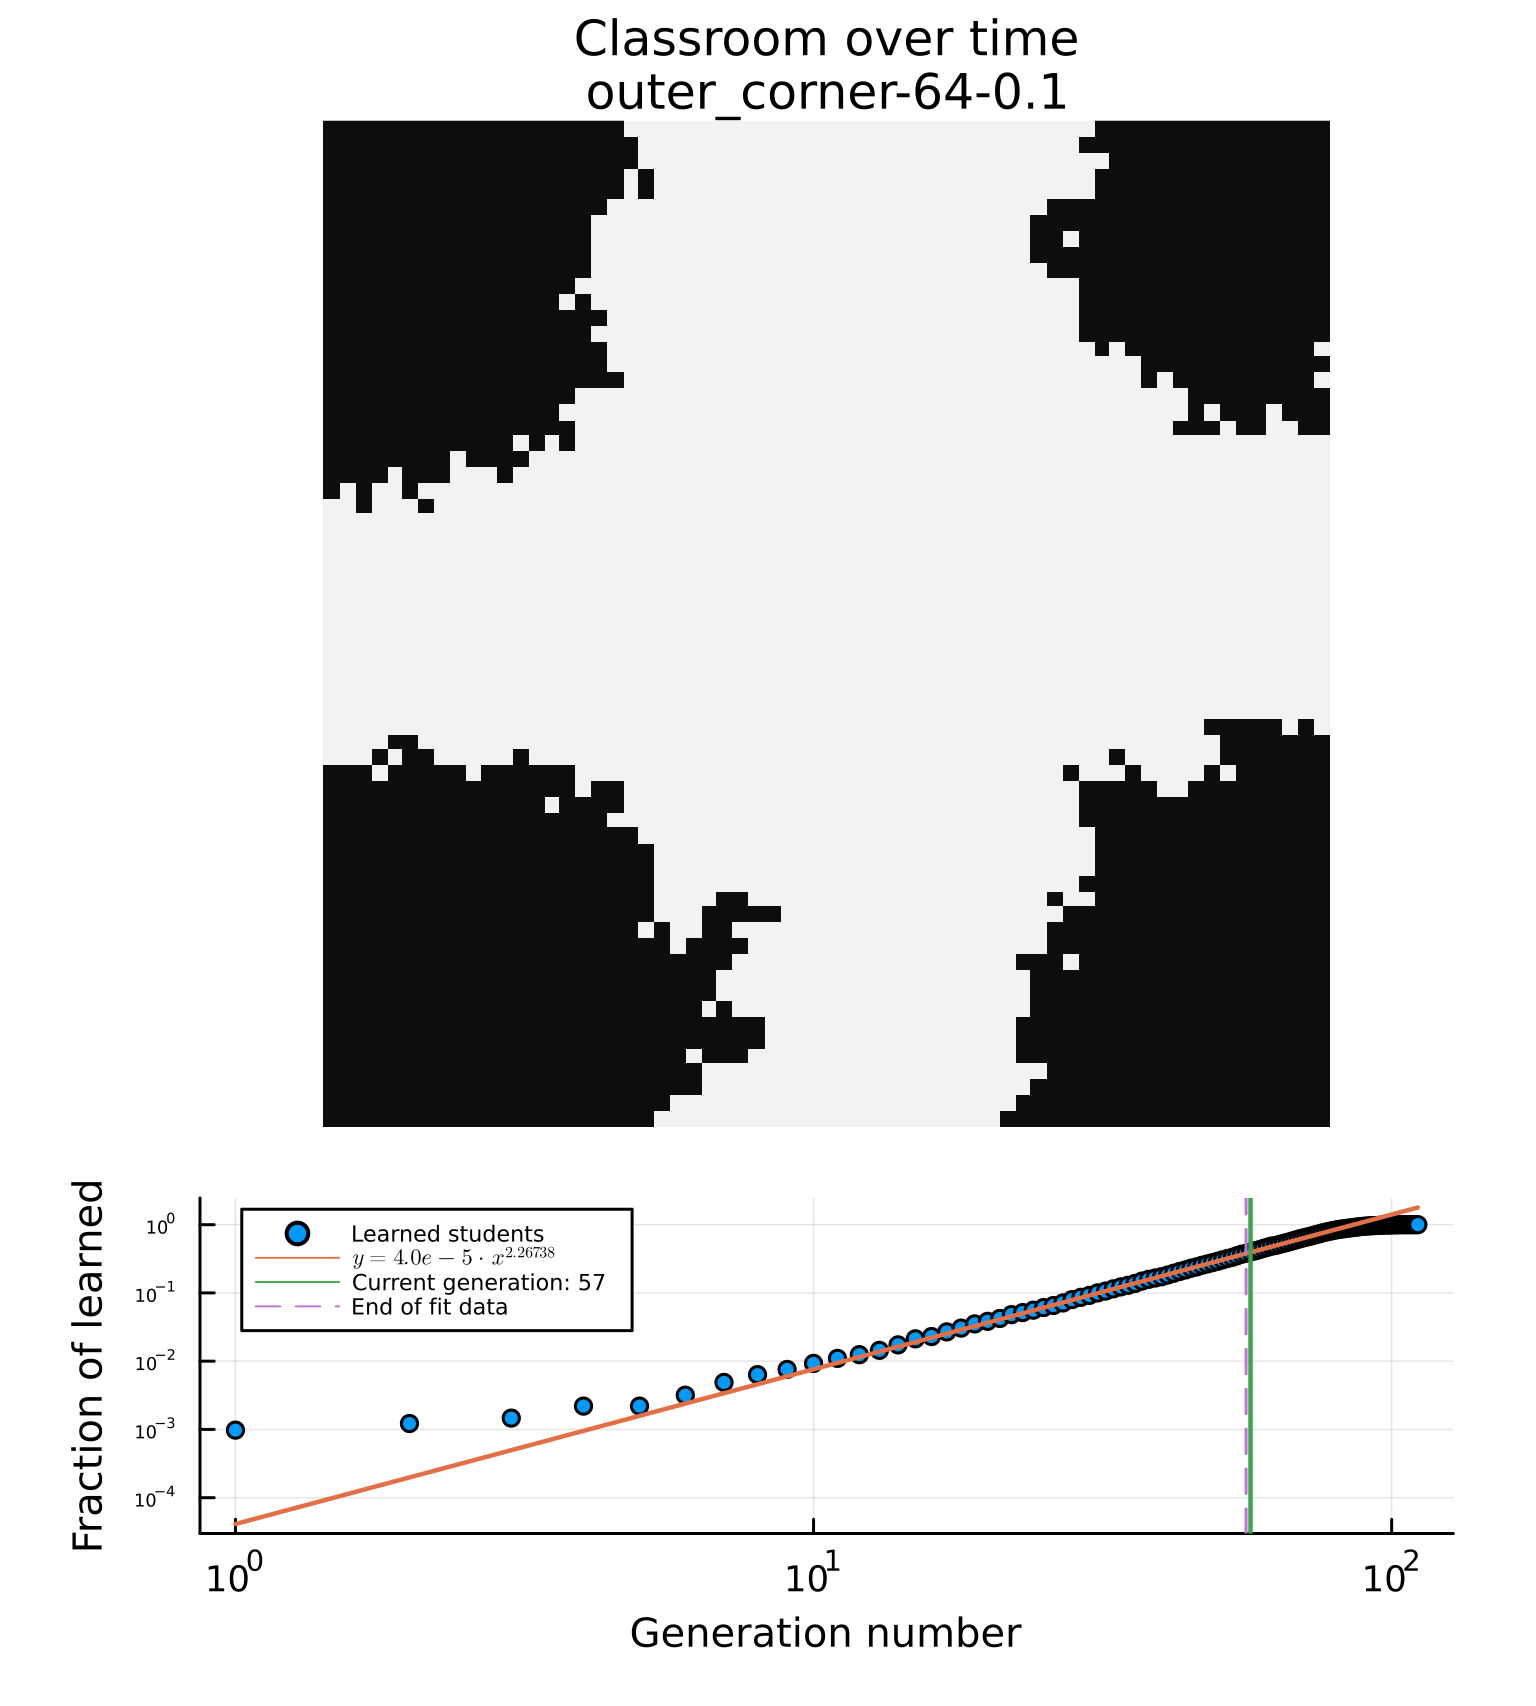 Classroom over time
outer_corner-64-0.1
Fraction of learned
10^0
10^−1
10^−2
10^−3
10^−4
Learned students
y = 4.0e − 5 · x^2.26738
Current generation: 57
End of fit data
10^0 10^1 10^2
Generation number